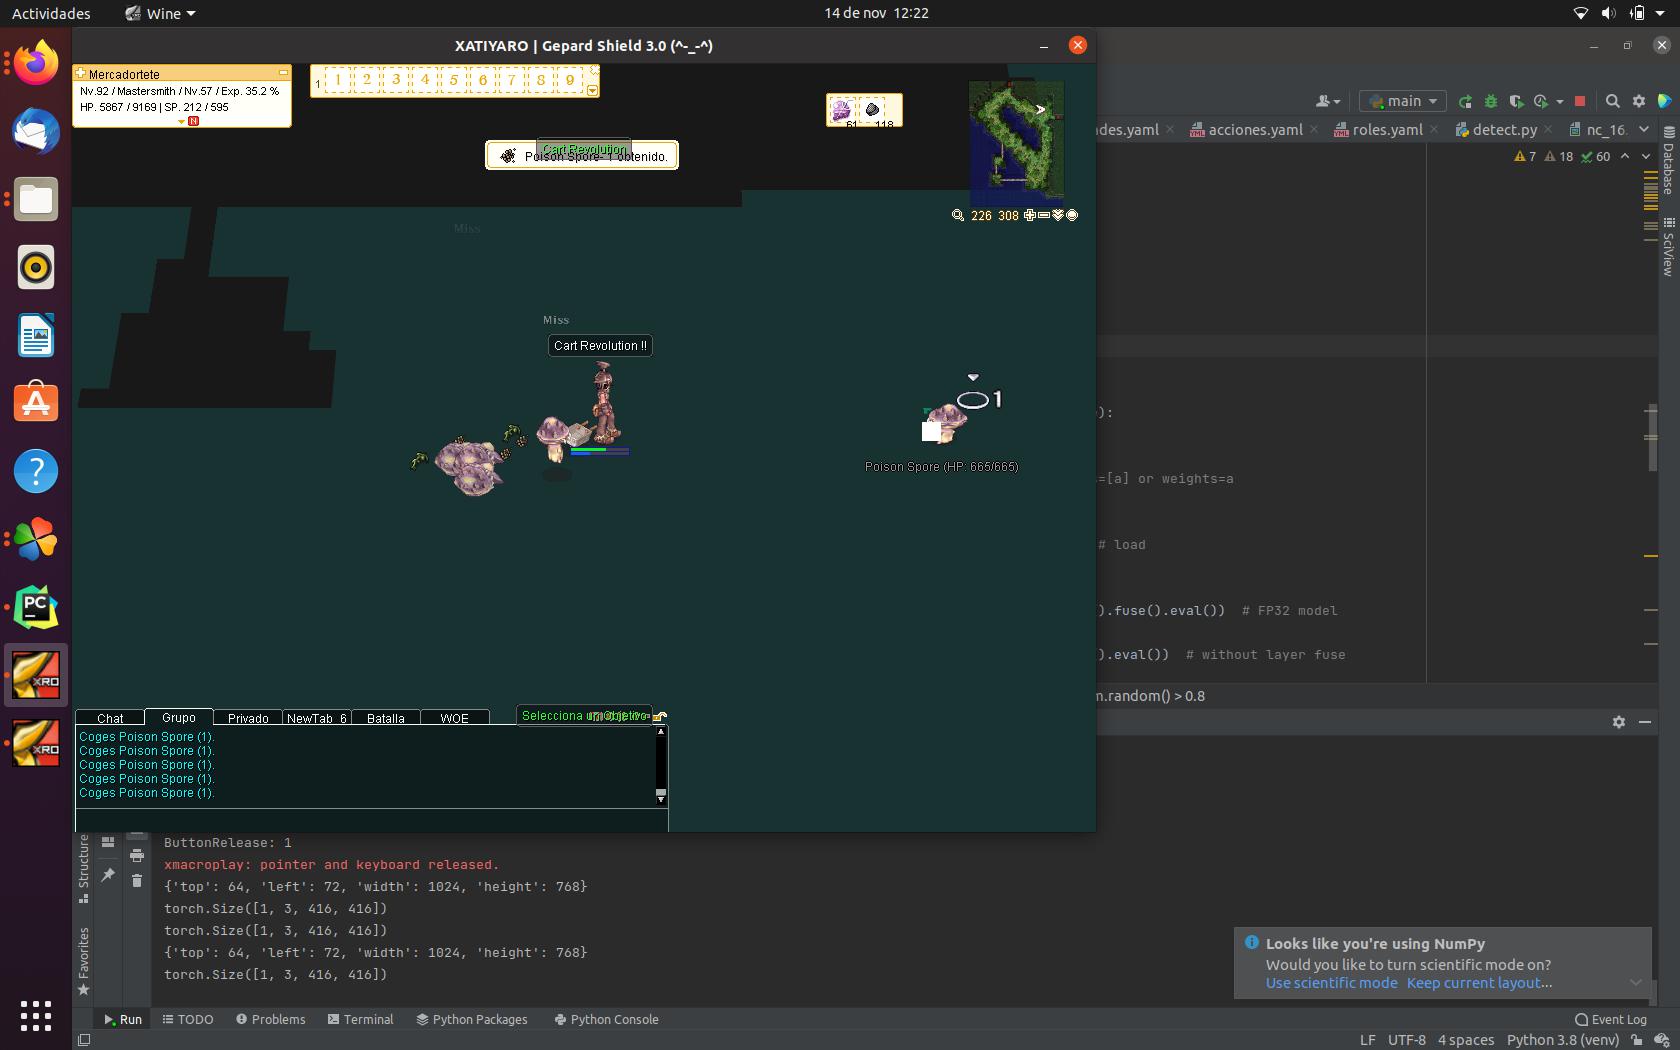 Actividades
Wine
14 de nov 12:22
XATIYARO | Gepard Shield 3.0 (^-_-^)
Mercadortete
Nv.92 / Mastersmith / Nv.57 / Exp. 35.2 %
HP. 5867 / 9169 | SP. 212 / 595
N
1 1 2 3 4 5 6 7 8 9
61 118
Cart Revolution
Poison Spore- 1 obtenido.
226 308
Miss
Miss
Cart Revolution !!
1
Poison Spore (HP: 665/665)
Chat Grupo Privado NewTab_6 Batalla WOE
Selecciona un objetivo
Coges Poison Spore (1).
Coges Poison Spore (1).
Coges Poison Spore (1).
Coges Poison Spore (1).
Coges Poison Spore (1).
main
des.yaml acciones.yaml roles.yaml detect.py nc_16.
7 18 60
):
=[a] or weights=a
# load
).fuse().eval()) # FP32 model
).eval()) # without layer fuse
m.random() > 0.8
Database
SciView
PC
XRO
XRO
Structure
Favorites
ButtonRelease: 1
xmacroplay: pointer and keyboard released.
{'top': 64, 'left': 72, 'width': 1024, 'height': 768}
torch.Size([1, 3, 416, 416])
torch.Size([1, 3, 416, 416])
{'top': 64, 'left': 72, 'width': 1024, 'height': 768}
torch.Size([1, 3, 416, 416])
Looks like you're using NumPy
Would you like to turn scientific mode on?
Use scientific mode Keep current layout...
Run TODO Problems Terminal Python Packages Python Console
Event Log
LF UTF-8 4 spaces Python 3.8 (venv)